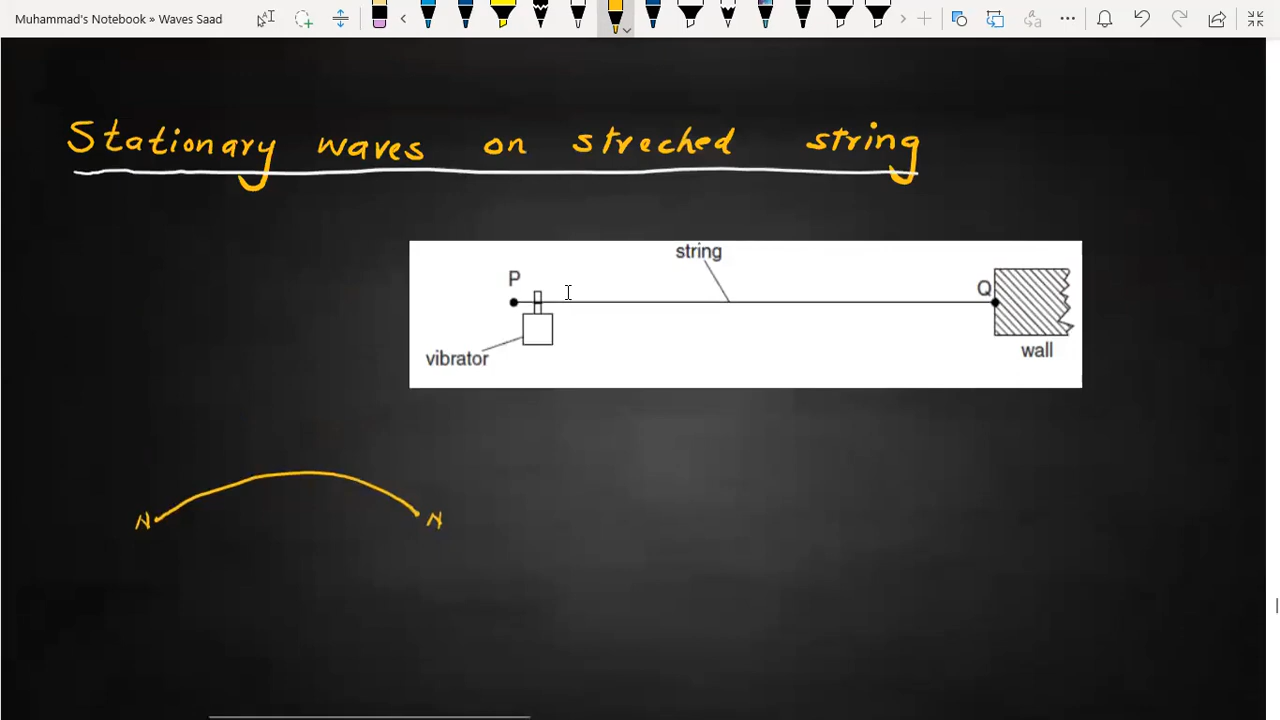 Muhammad's Notebook » Waves Saad
Stationary waves on streched string
string
P
Q
vibrator
wall
N N